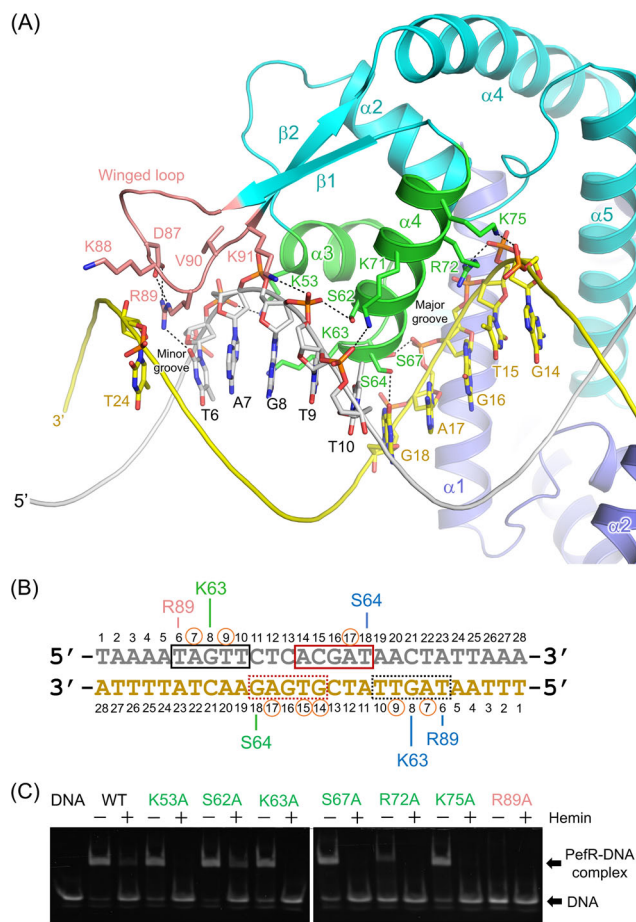 (A)
α4
α2
β2
Winged loop
β1
α4
K75
D87
α5
K88
V90
α3
K71
K91
K53
R72
S62
R89
Major
groove
K63
Minor
groove
S67
S64
T15
G14
T24
G8
T9
G16
3’
T6
A7
T10
A17
G18
5’
α1
α2
(B)
K63
S64
R89
1 2 3 4 5 6 7 8 9 10 11 12 13 14 15 16 17 18 19 20 21 22 23 24 25 26 27 28
5’ –TAAAATAGTTCTCACGATAACTATTAAA–3’
3’ –ATTTTATCAAGAGTGCTATTGATAATTT–5’
28 27 26 25 24 23 22 21 20 19 18 17 16 15 14 13 12 11 10 9 8 7 6 5 4 3 2 1
S64
R89
K63
(C)
DNA WT K53A S62A K63A S67A R72A K75A R89A
– + – + – + – + – + – + – + – + Hemin
PefR-DNA
complex
DNA